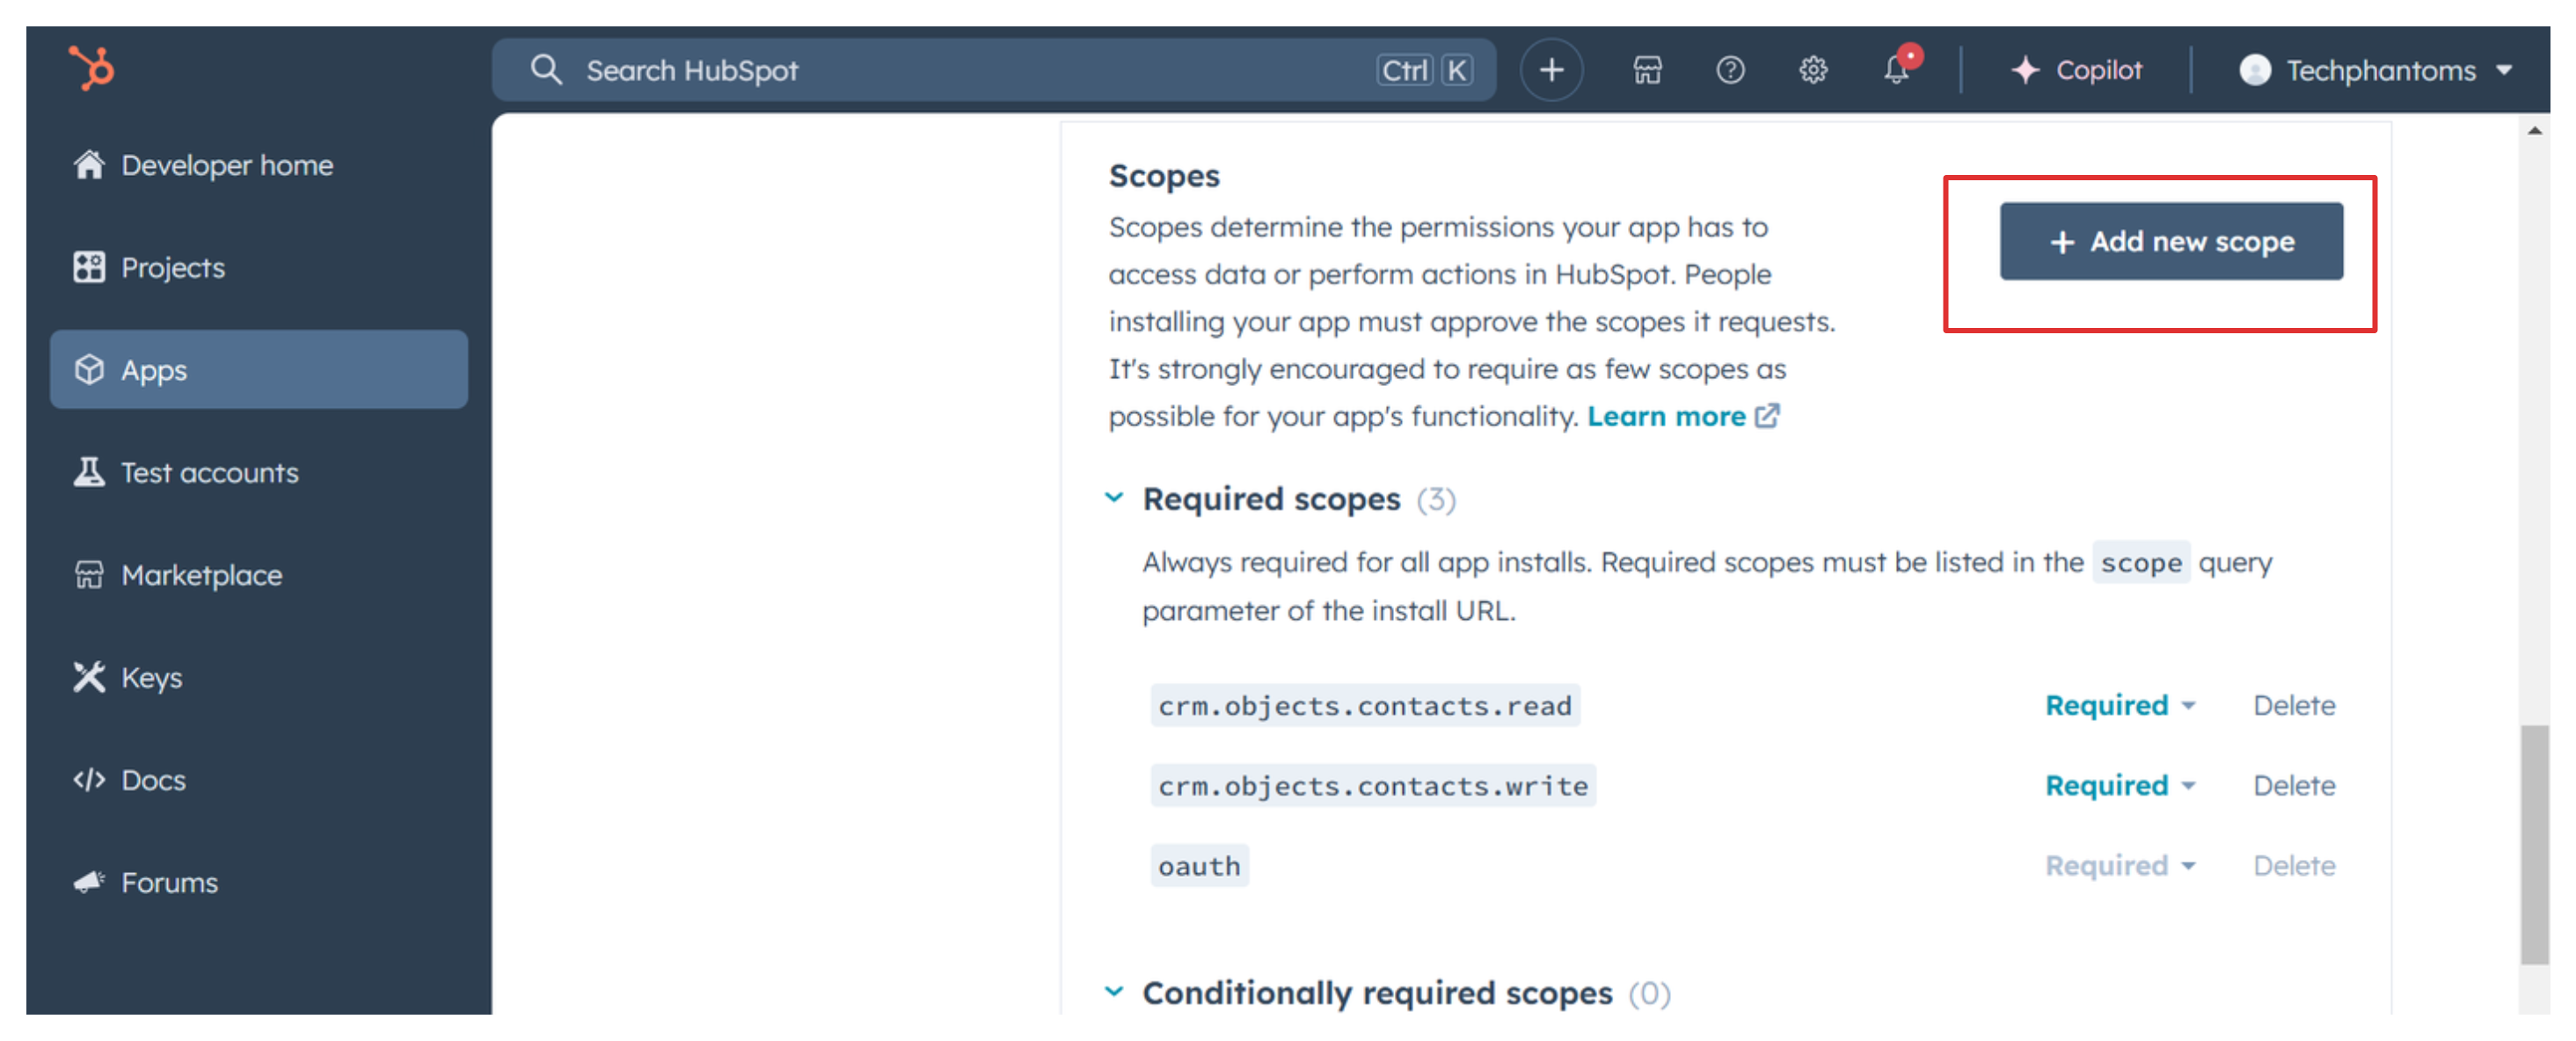 Search HubSpot
Ctrl K
Copilot
Techphantoms
Developer home
Projects
Apps
Test accounts
Marketplace
Keys
Docs
Forums
Scopes
Scopes determine the permissions your app has to
access data or perform actions in HubSpot. People
installing your app must approve the scopes it requests.
It's strongly encouraged to require as few scopes as
possible for your app's functionality. Learn more
+ Add new scope
Required scopes (3)
Always required for all app installs. Required scopes must be listed in the scope query
parameter of the install URL.
crm.objects.contacts.read Required Delete
crm.objects.contacts.write Required Delete
oauth Required Delete
Conditionally required scopes (0)